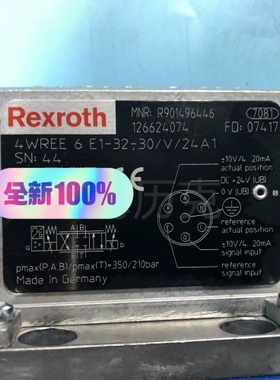 Rexroth
MNR: R901496446
7081
126624074
FD: 07417
4WREE 6 E1-32-30/V/24A1
SN: 44
全新100%
CE
±10V/4 20mA
actual position
reference
actual position
DC +24V (UB)
0 V (UB)
±10V/4 20mA
input signal
reference
input signal
A B
P T
pmax(P,A,B)/pmax(T)=350/210bar
Made in Germany